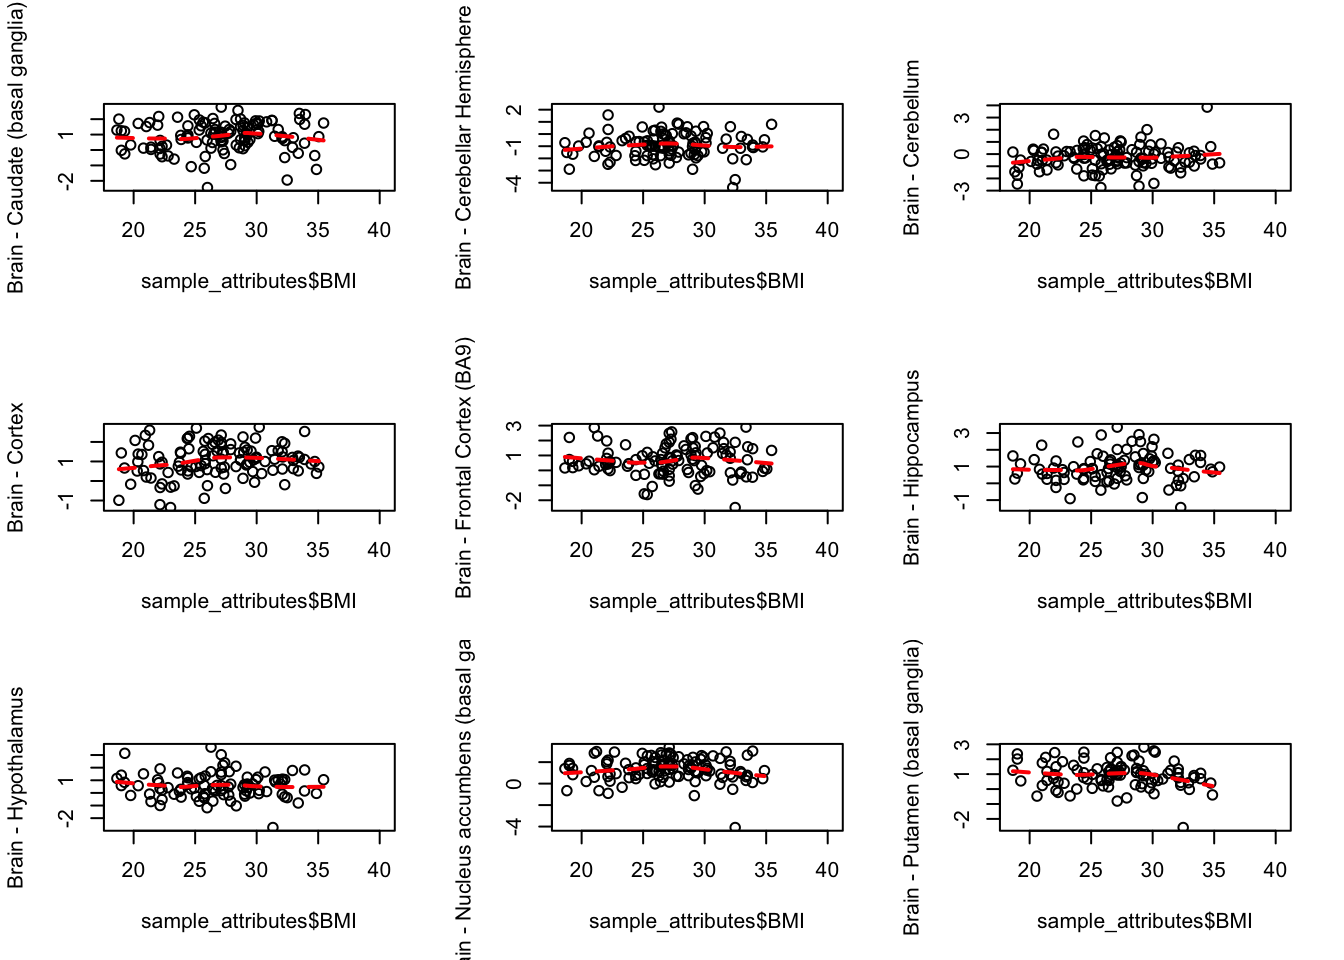 Brain - Caudate (basal ganglia)
1
-2
20 25 30 35 40
sample_attributes$BMI
Brain - Cerebellar Hemisphere
2
-1
-4
20 25 30 35 40
sample_attributes$BMI
Brain - Cerebellum
3
0
-3
20 25 30 35 40
sample_attributes$BMI
Brain - Cortex
1
-1
20 25 30 35 40
sample_attributes$BMI
Brain - Frontal Cortex (BA9)
3
1
-2
20 25 30 35 40
sample_attributes$BMI
Brain - Hippocampus
3
1
-1
20 25 30 35 40
sample_attributes$BMI
Brain - Hypothalamus
1
-2
20 25 30 35 40
sample_attributes$BMI
ain - Nucleus accumbens (basal ga
0
-4
20 25 30 35 40
sample_attributes$BMI
Brain - Putamen (basal ganglia)
3
1
-2
20 25 30 35 40
sample_attributes$BMI